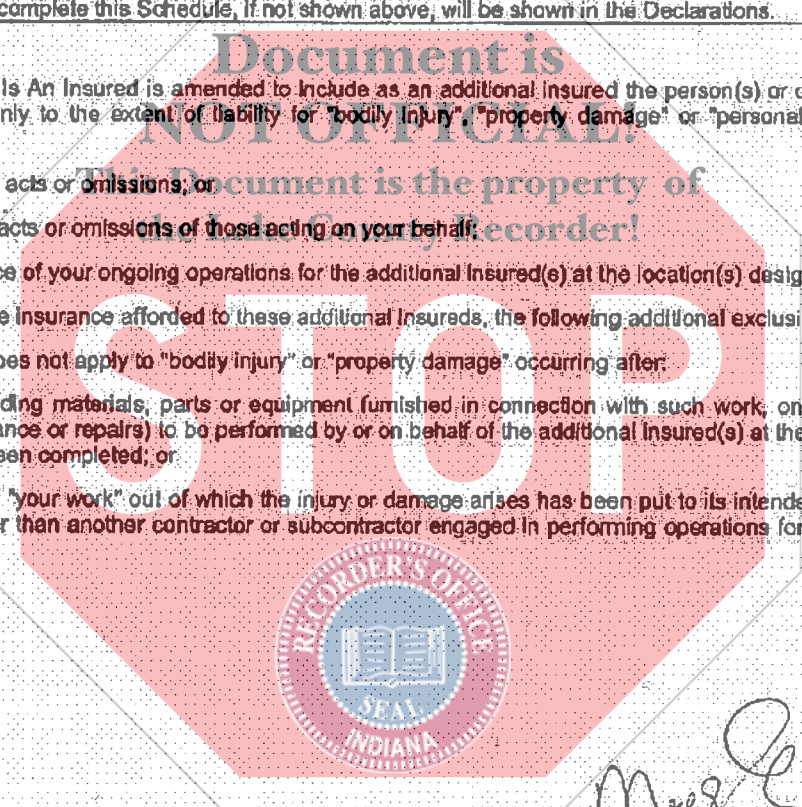 complete this Schedule, if not shown above, will be shown in the Declarations.
Document is
Is An Insured is amended to include as an additional insured the person(s) or
nly to the extent of liability for "bodily injury", "property damage" or "personal
NOT OFFICIAL!
This Document is the property of
acts or omissions; or
acts or omissions of those acting on your behalf;
the Lake County Recorder!
ce of your ongoing operations for the additional insured(s) at the location(s) desig
e insurance afforded to these additional insureds, the following additional exclusi
oes not apply to "bodily injury" or "property damage" occurring after:
STOP
ding materials, parts or equipment furnished in connection with such work, on
ance or repairs) to be performed by or on behalf of the additional insured(s) at the
een completed; or
"your work" out of which the injury or damage arises has been put to its intende
r than another contractor or subcontractor engaged in performing operations for
RECORDER'S OFFICE
SEAL
INDIANA